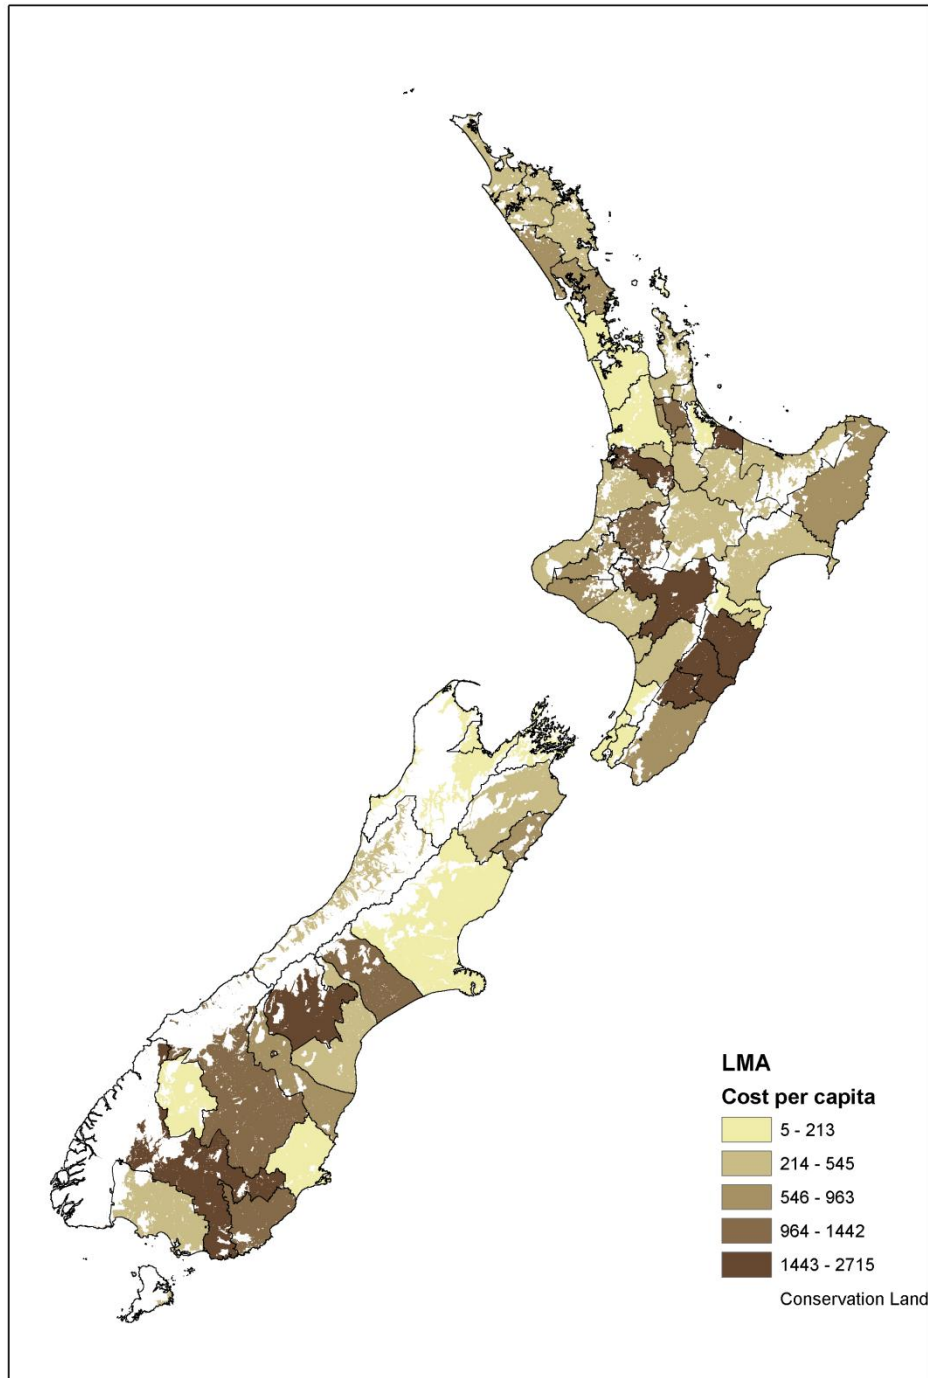 LMA
Cost per capita
5 - 213
214 - 545
546 - 963
964 - 1442
1443 - 2715
Conservation Land